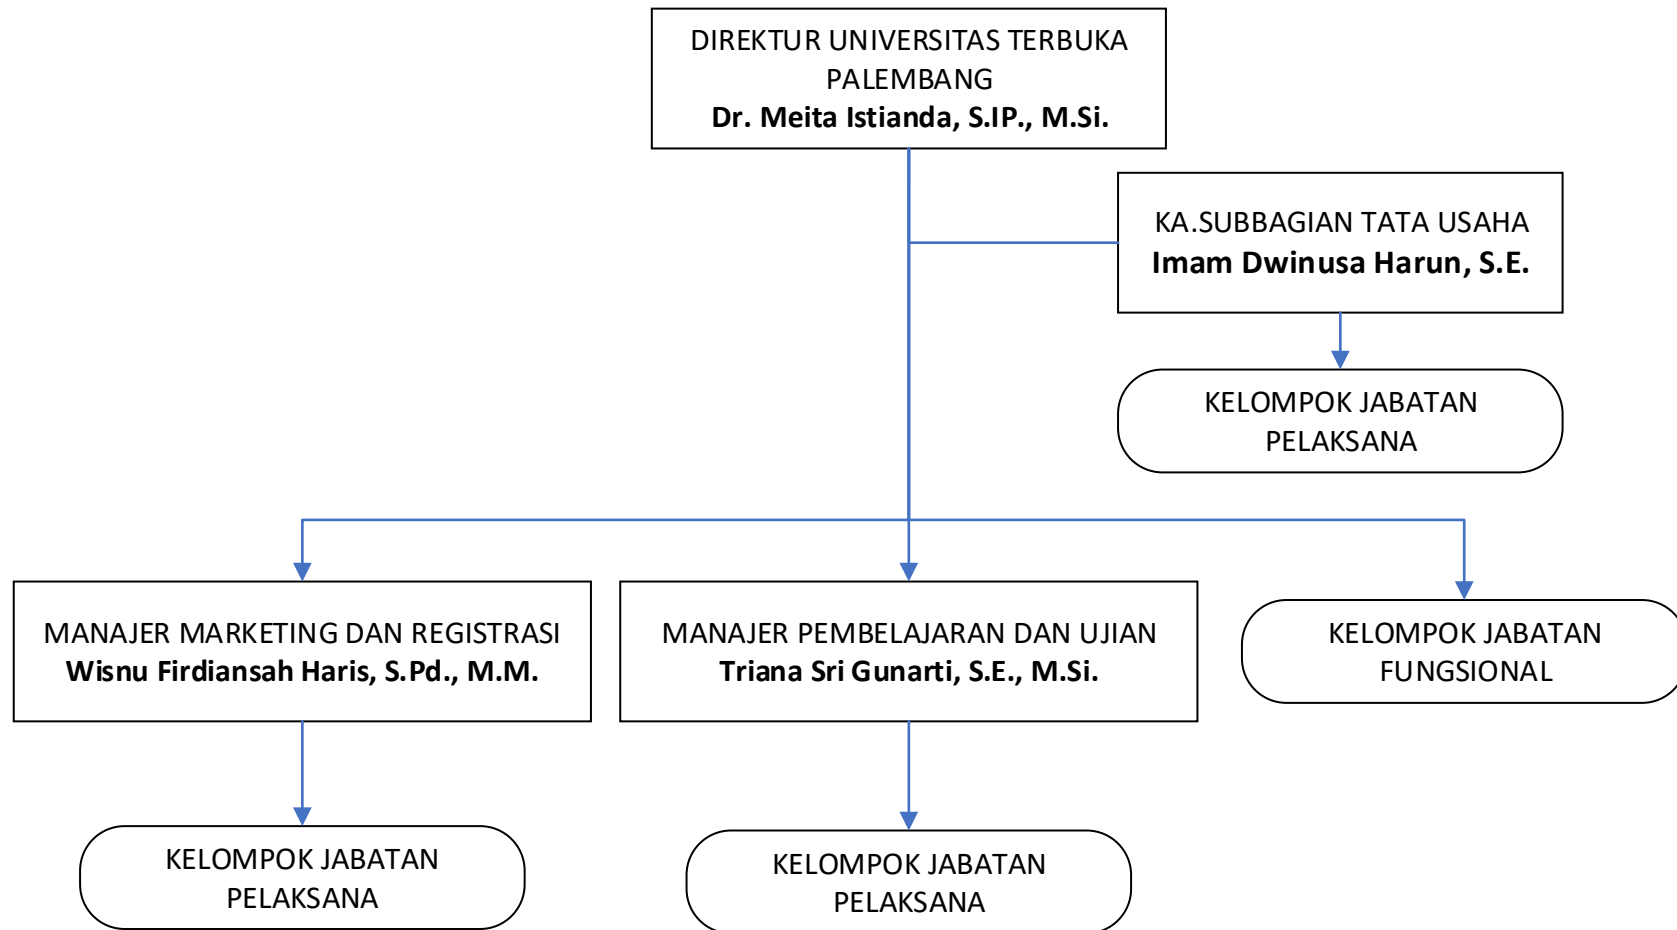 DIREKTUR UNIVERSITAS TERBUKA
PALEMBANG
Dr. Meita Istianda, S.IP., M.Si.
KA.SUBBAGIAN TATA USAHA
Imam Dwinusa Harun, S.E.
KELOMPOK JABATAN
PELAKSANA
MANAJER MARKETING DAN REGISTRASI
Wisnu Firdiansah Haris, S.Pd., M.M.
MANAJER PEMBELAJARAN DAN UJIAN
Triana Sri Gunarti, S.E., M.Si.
KELOMPOK JABATAN
FUNGSIONAL
KELOMPOK JABATAN
PELAKSANA
KELOMPOK JABATAN
PELAKSANA